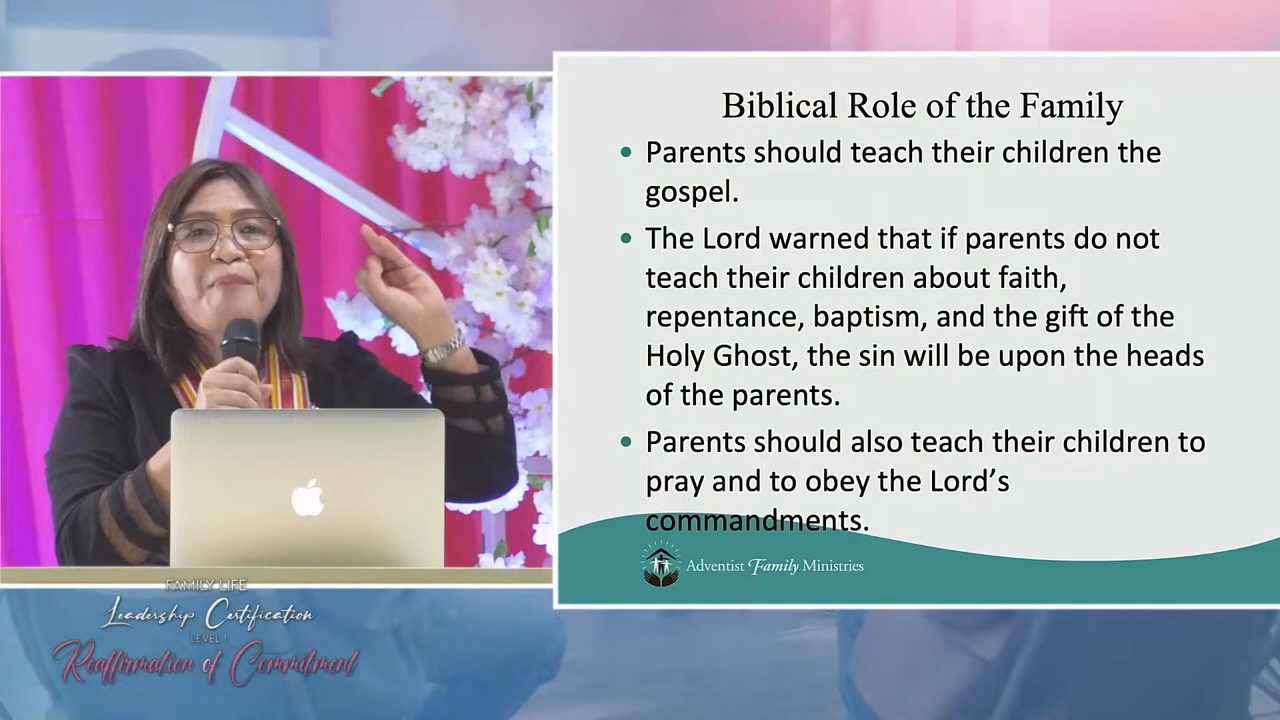 Biblical Role of the Family
• Parents should teach their children the
gospel.
• The Lord warned that if parents do not
teach their children about faith,
repentance, baptism, and the gift of the
Holy Ghost, the sin will be upon the heads
of the parents.
• Parents should also teach their children to
pray and to obey the Lord’s
commandments.
Adventist Family Ministries
FAMILY LIFE
Leadership Certification
LEVEL 1
Reaffirmation of Commitment